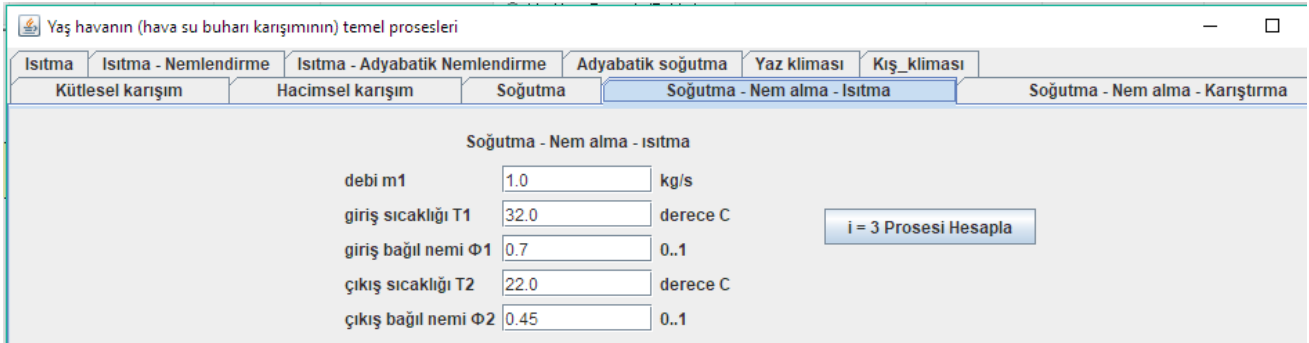 Yaş havanın (hava su buharı karışımının) temel prosesleri
Isıtma Isıtma - Nemlendirme Isıtma - Adyabatik Nemlendirme Adyabatik soğutma Yaz kliması Kış_kliması
Kütlesel karışım Hacimsel karışım Soğutma Soğutma - Nem alma - Isıtma Soğutma - Nem alma - Karıştırma
Soğutma - Nem alma - ısıtma
debi m1 1.0 kg/s
giriş sıcaklığı T1 32.0 derece C
i = 3 Prosesi Hesapla
giriş bağıl nemi Φ1 0.7 0..1
çıkış sıcaklığı T2 22.0 derece C
çıkış bağıl nemi Φ2 0.45 0..1